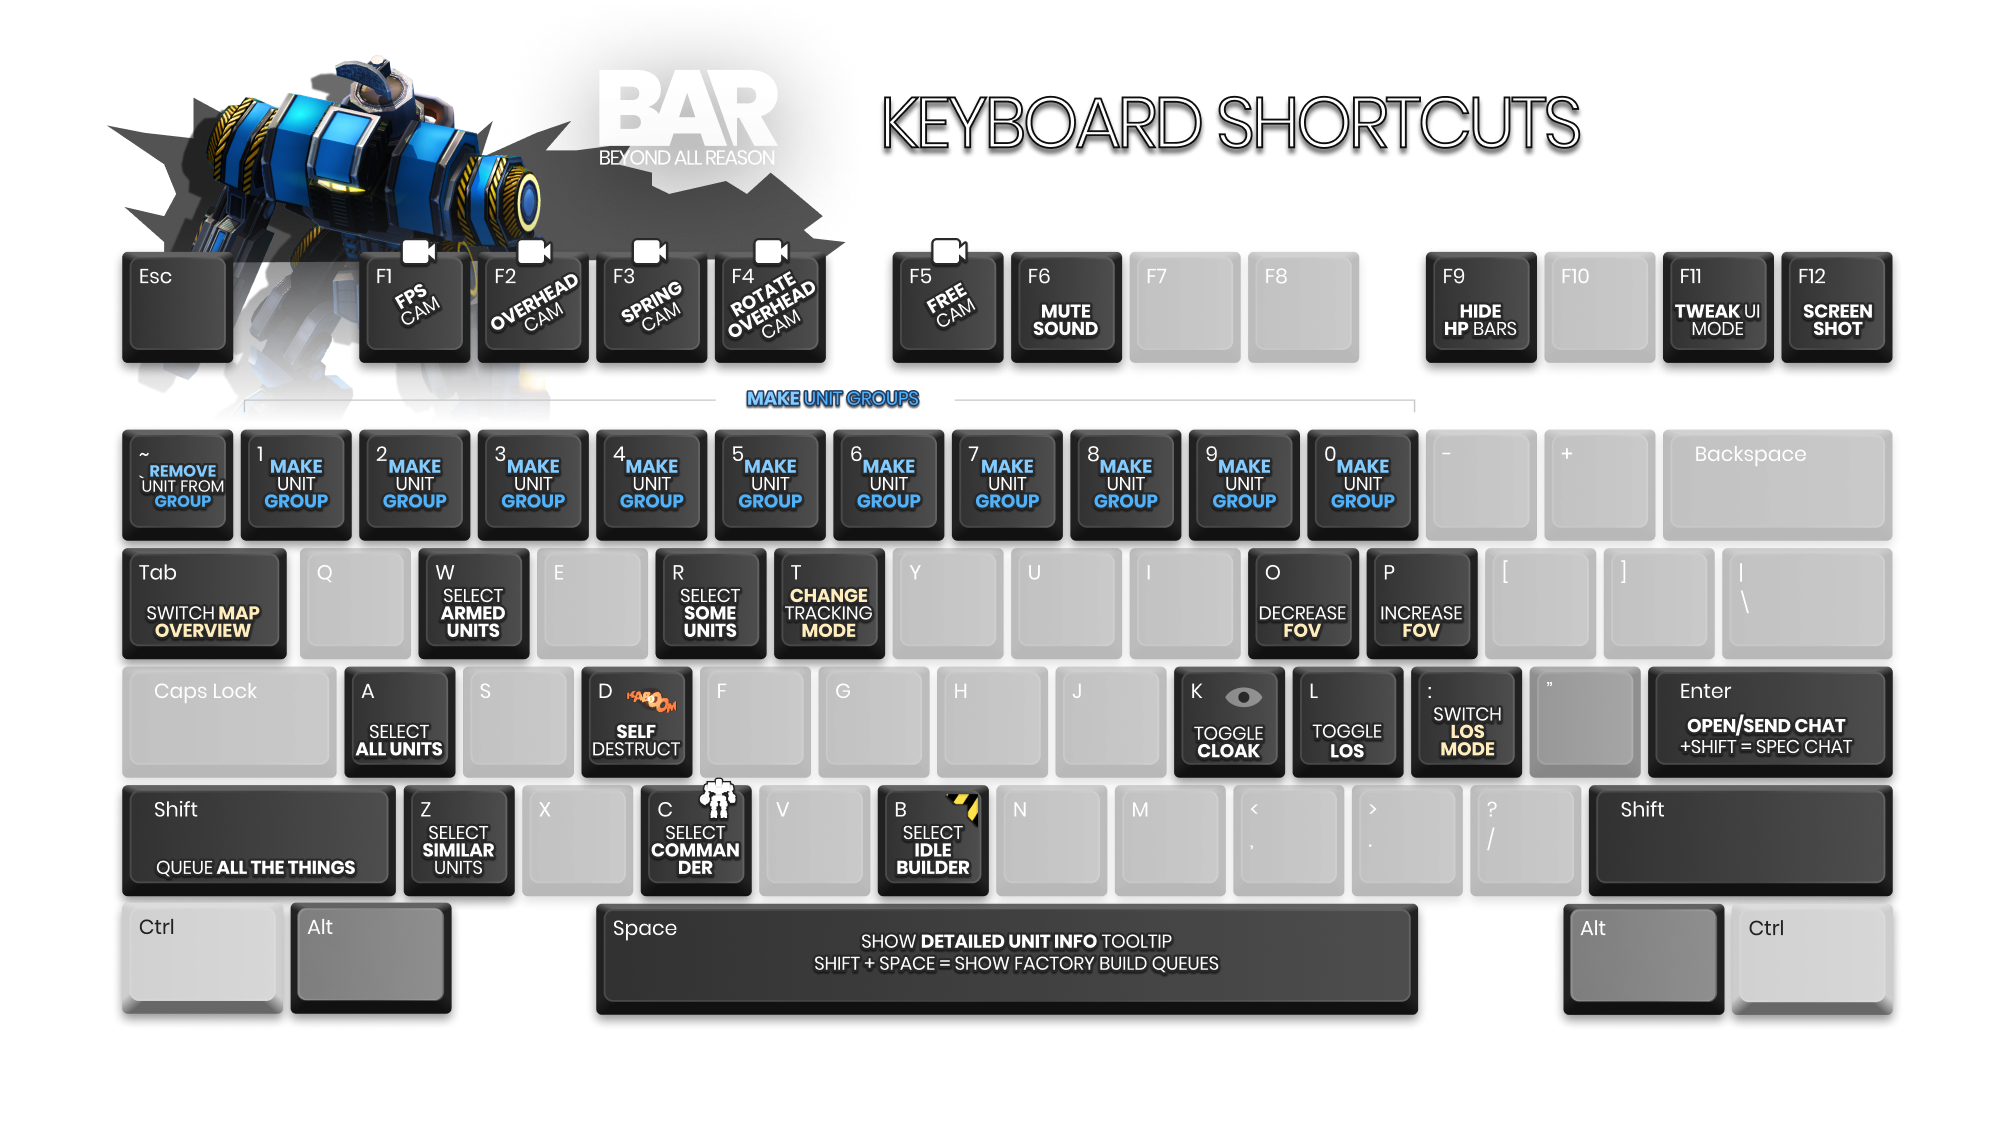 BAR
BEYOND ALL REASON
KEYBOARD SHORTCUTS
Esc
F1
FPS
CAM
F2
OVERHEAD
CAM
F3
SPRING
CAM
F4
ROTATE
OVERHEAD
CAM
F5
FREE
CAM
F6
MUTE
SOUND
F7
F8
F9
HIDE
HP BARS
F10
F11
TWEAK UI
MODE
F12
SCREEN
SHOT
MAKE UNIT GROUPS
~
`
REMOVE
UNIT FROM
GROUP
1
MAKE
UNIT
GROUP
2
MAKE
UNIT
GROUP
3
MAKE
UNIT
GROUP
4
MAKE
UNIT
GROUP
5
MAKE
UNIT
GROUP
6
MAKE
UNIT
GROUP
7
MAKE
UNIT
GROUP
8
MAKE
UNIT
GROUP
9
MAKE
UNIT
GROUP
0
MAKE
UNIT
GROUP
-
+
Backspace
Tab
SWITCH MAP
OVERVIEW
Q
W
SELECT
ARMED
UNITS
E
R
SELECT
SOME
UNITS
T
CHANGE
TRACKING
MODE
Y
U
I
O
DECREASE
FOV
P
INCREASE
FOV
[
]
|
\
Caps Lock
A
SELECT
ALL UNITS
S
D
KABOOM
SELF
DESTRUCT
F
G
H
J
K
TOGGLE
CLOAK
L
TOGGLE
LOS
:
SWITCH
LOS
MODE
"
Enter
OPEN/SEND CHAT
+SHIFT = SPEC CHAT
Shift
QUEUE ALL THE THINGS
Z
SELECT
SIMILAR
UNITS
X
C
SELECT
COMMAN
DER
V
B
SELECT
IDLE
BUILDER
N
M
<
,
>
.
?
/
Shift
Ctrl
Alt
Space
SHOW DETAILED UNIT INFO TOOLTIP
SHIFT + SPACE = SHOW FACTORY BUILD QUEUES
Alt
Ctrl